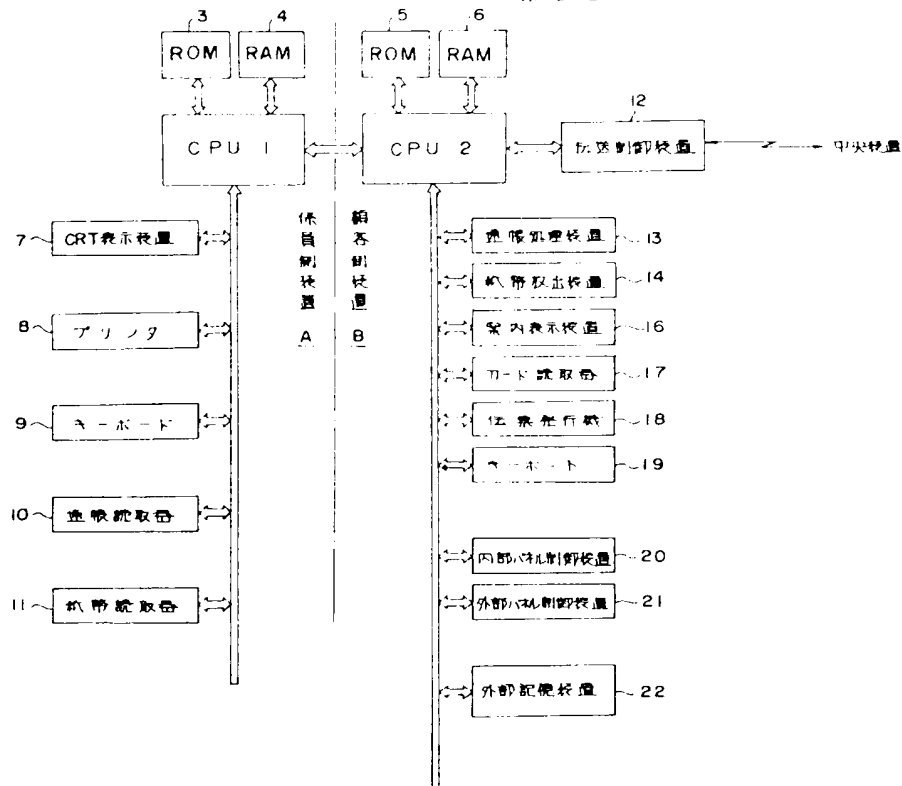 3
4
5
6
ROM
RAM
ROM
RAM
12
CPU 1
CPU 2
伝送制御装置
中央装置
係員側装置 A
顧客側装置 B
7
CRT表示装置
8
プリンタ
9
キーボード
10
通帳読取部
11
紙幣読取部
通帳処理装置
13
紙幣放出装置
14
案内表示装置
16
カード読取部
17
伝票発行機
18
キーボード
19
内部パネル制御装置
20
外部パネル制御装置
21
外部記憶装置
22